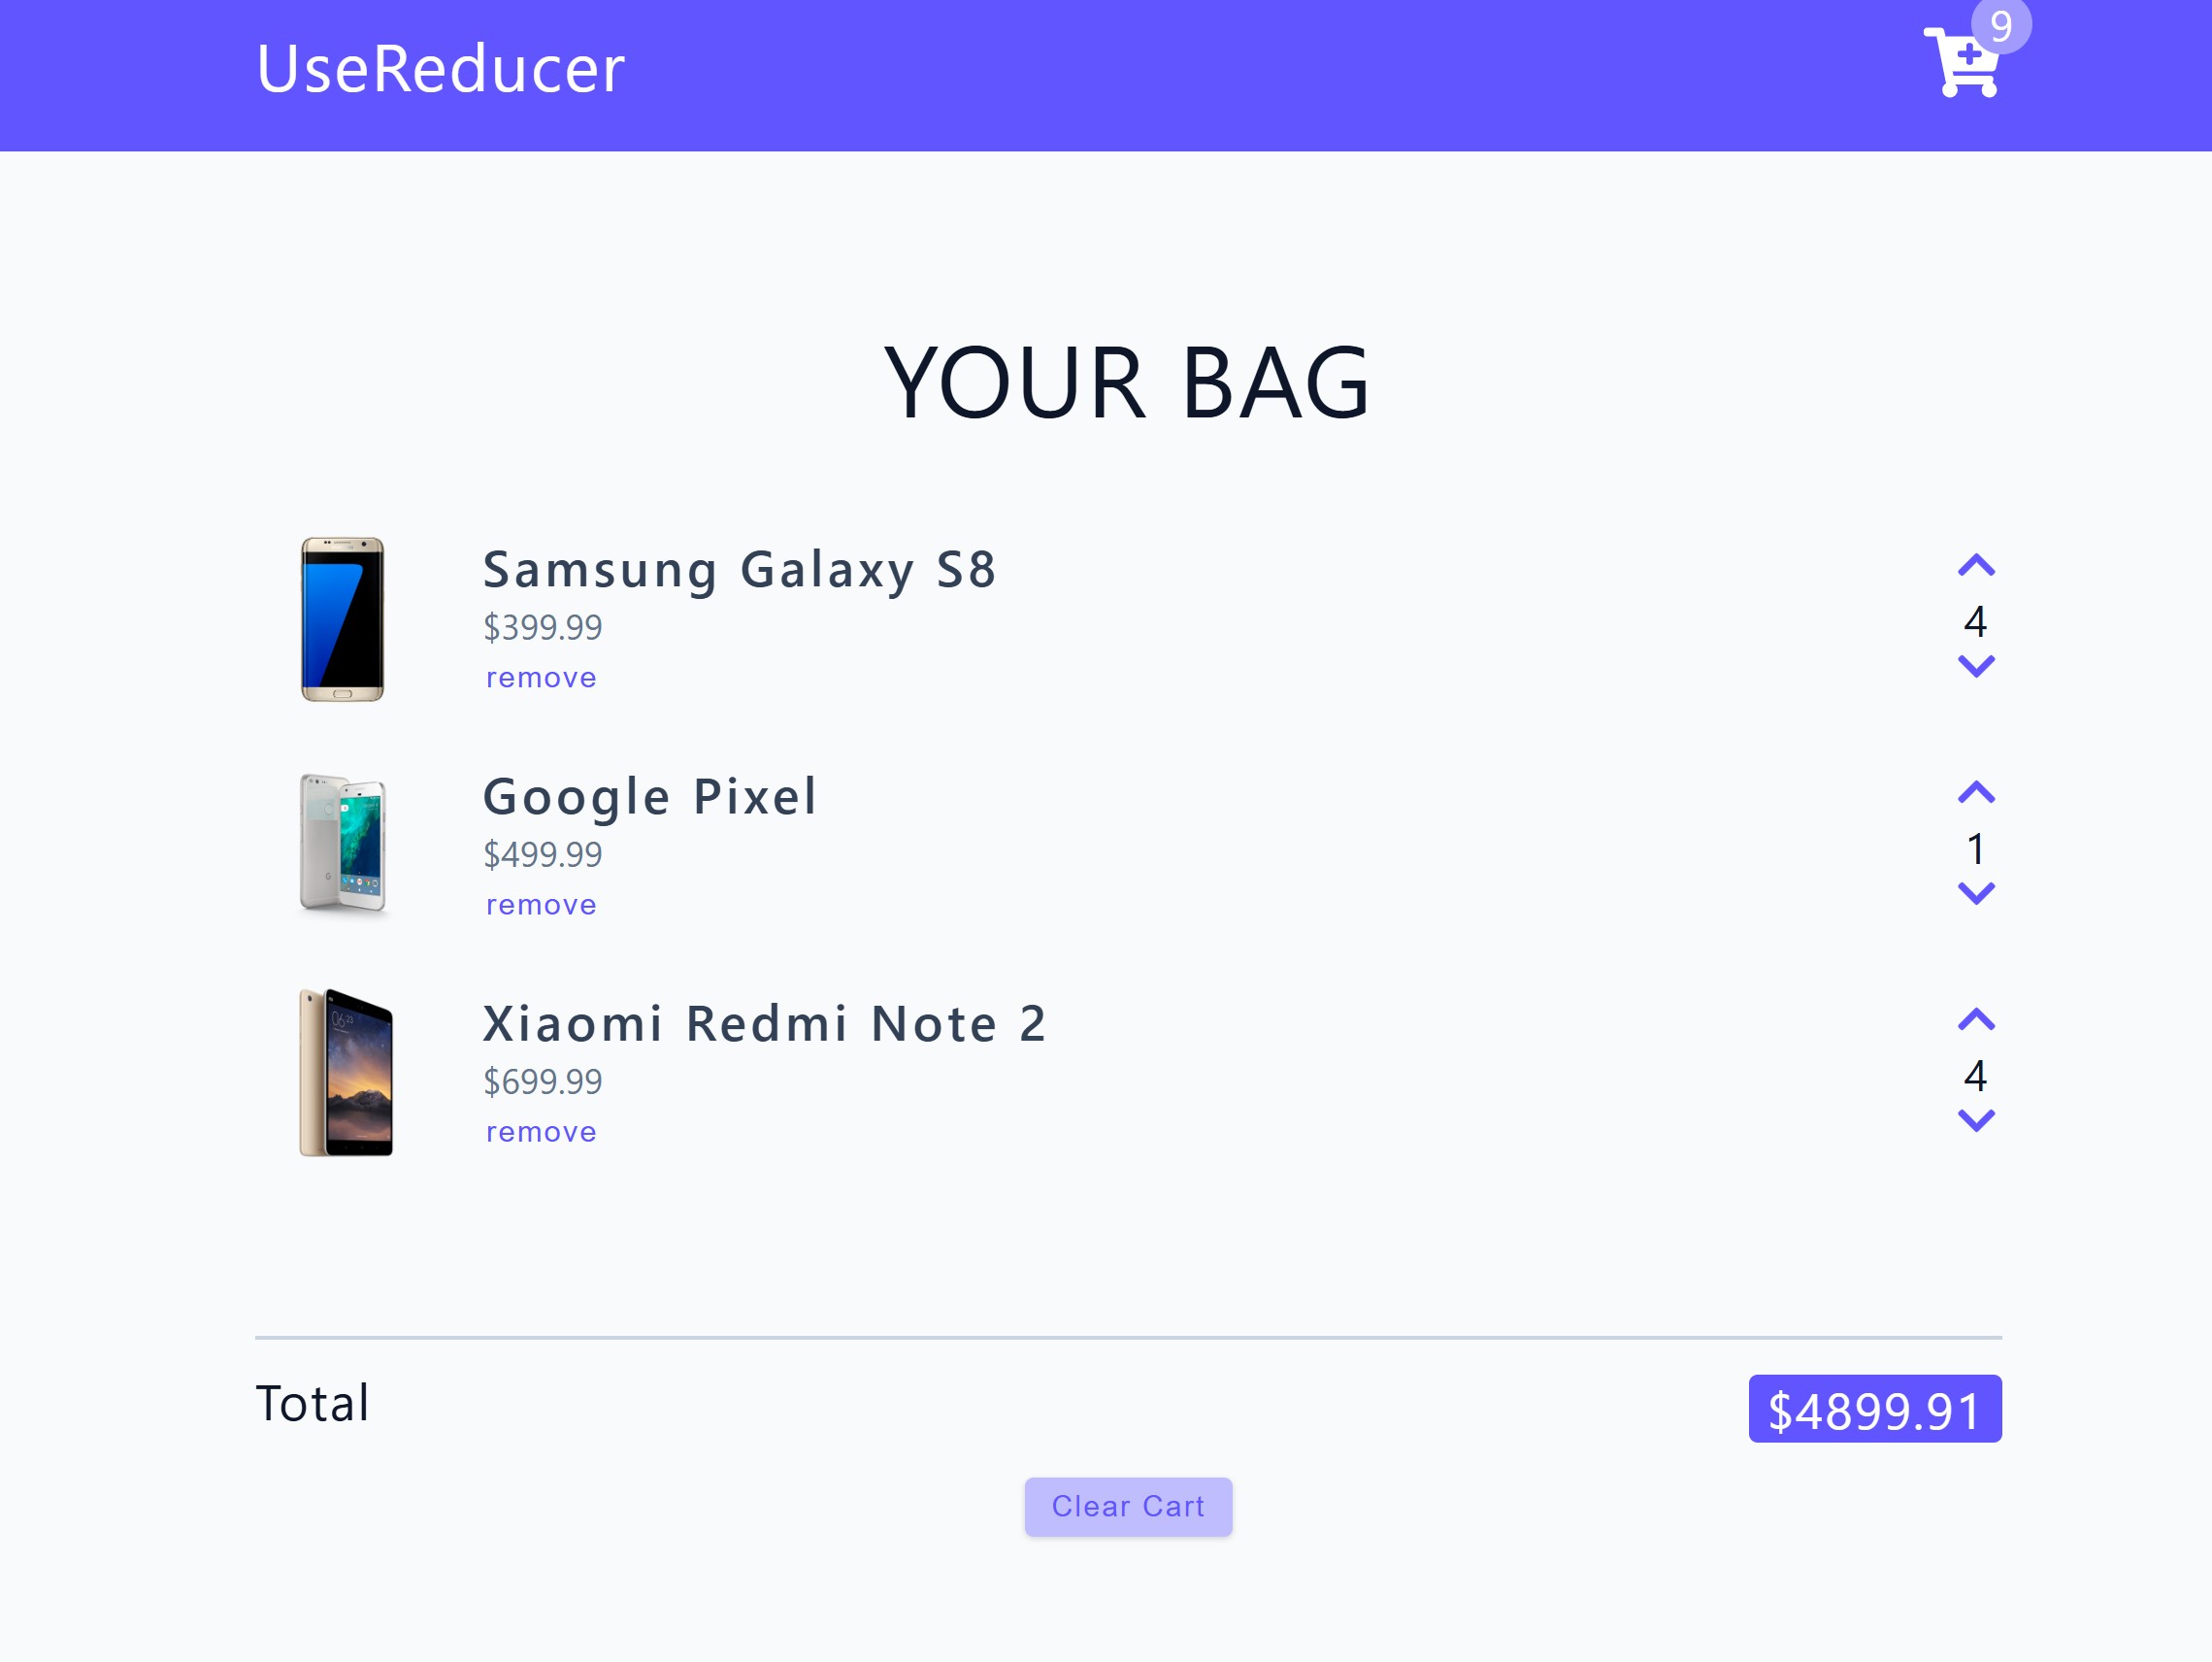 UseReducer
9
YOUR BAG
Samsung Galaxy S8
$399.99
remove
4
Google Pixel
$499.99
remove
1
Xiaomi Redmi Note 2
$699.99
remove
4
Total
$4899.91
Clear Cart